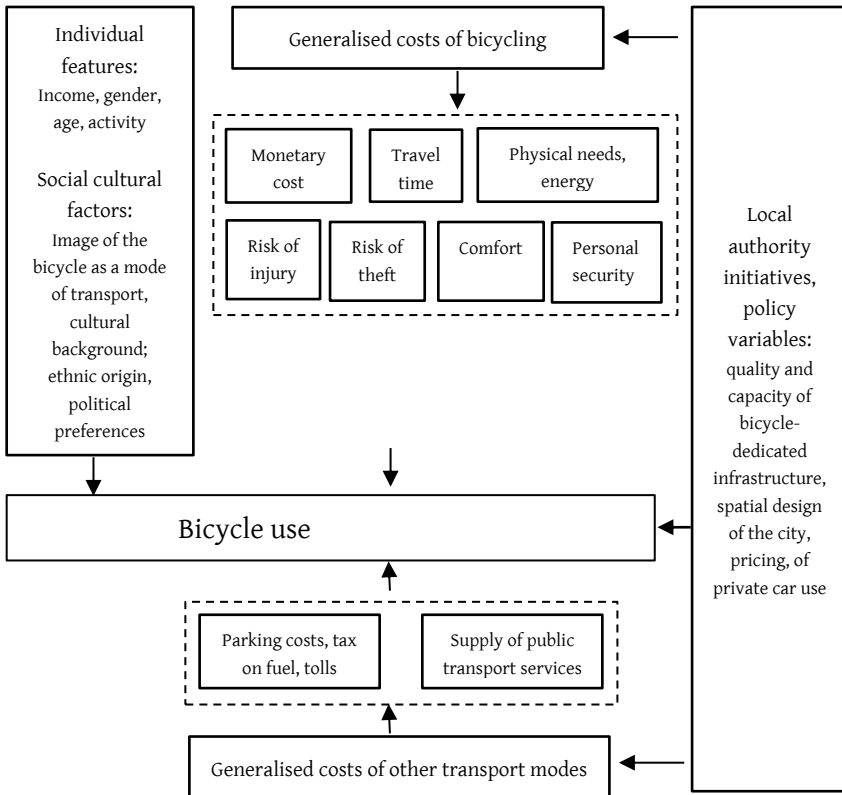 Individual
features:
Income, gender,
age, activity
Social cultural
factors:
Image of the
bicycle as a mode
of transport,
cultural
background;
ethnic origin,
political
preferences
Generalised costs of bicycling
Monetary
cost
Travel
time
Physical needs,
energy
Risk of
injury
Risk of
theft
Comfort
Personal
security
Local
authority
initiatives,
policy
variables:
quality and
capacity of
bicycle-
dedicated
infrastructure,
spatial design
of the city,
pricing, of
private car use
Bicycle use
Parking costs, tax
on fuel, tolls
Supply of public
transport services
Generalised costs of other transport modes